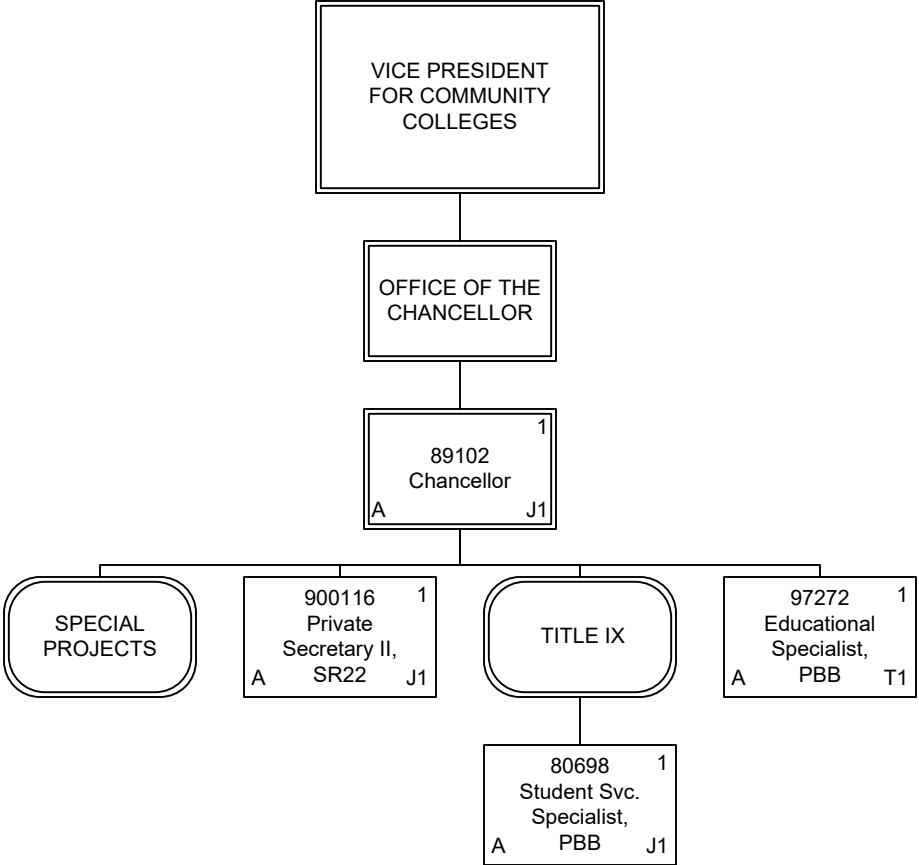 VICE PRESIDENT
FOR COMMUNITY
COLLEGES
OFFICE OF THE
CHANCELLOR
1
89102
Chancellor
A J1
SPECIAL
PROJECTS
900116 1
Private
Secretary II,
SR22
A J1
TITLE IX
97272 1
Educational
Specialist,
PBB
A T1
80698 1
Student Svc.
Specialist,
PBB
A J1